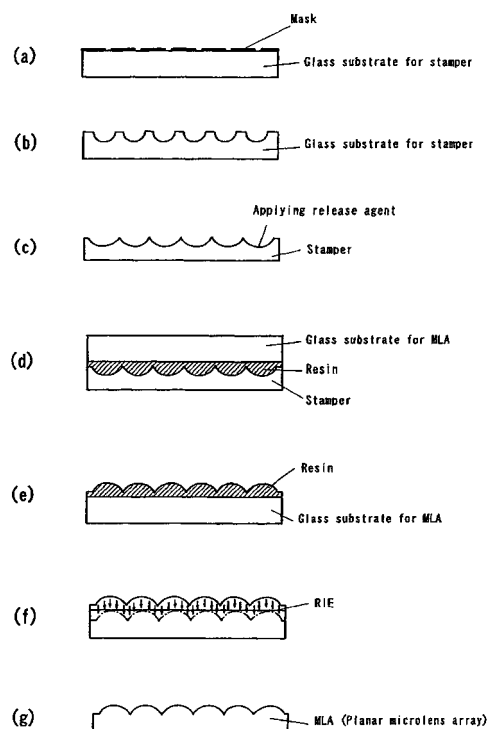 Mask
(a)
Glass substrate for stamper
(b)
Glass substrate for stamper
Applying release agent
(c)
Stamper
Glass substrate for MLA
(d)
Resin
Stamper
Resin
(e)
Glass substrate for MLA
(f)
RIE
(g)
MLA (Planar microlens array)